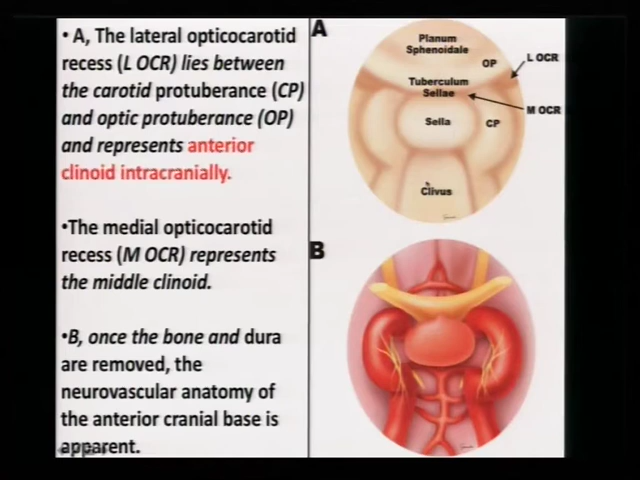 • A, The lateral opticocarotid
recess (L OCR) lies between
the carotid protuberance (CP)
and optic protuberance (OP)
and represents anterior
clinoid intracranially.
•The medial opticocarotid
recess (M OCR) represents
the middle clinoid.
•B, once the bone and dura
are removed, the
neurovascular anatomy of
the anterior cranial base is
apparent.
A
Planum
Sphenoidale
OP
L OCR
Tuberculum
Sellae
M OCR
Sella
CP
Clivus
B